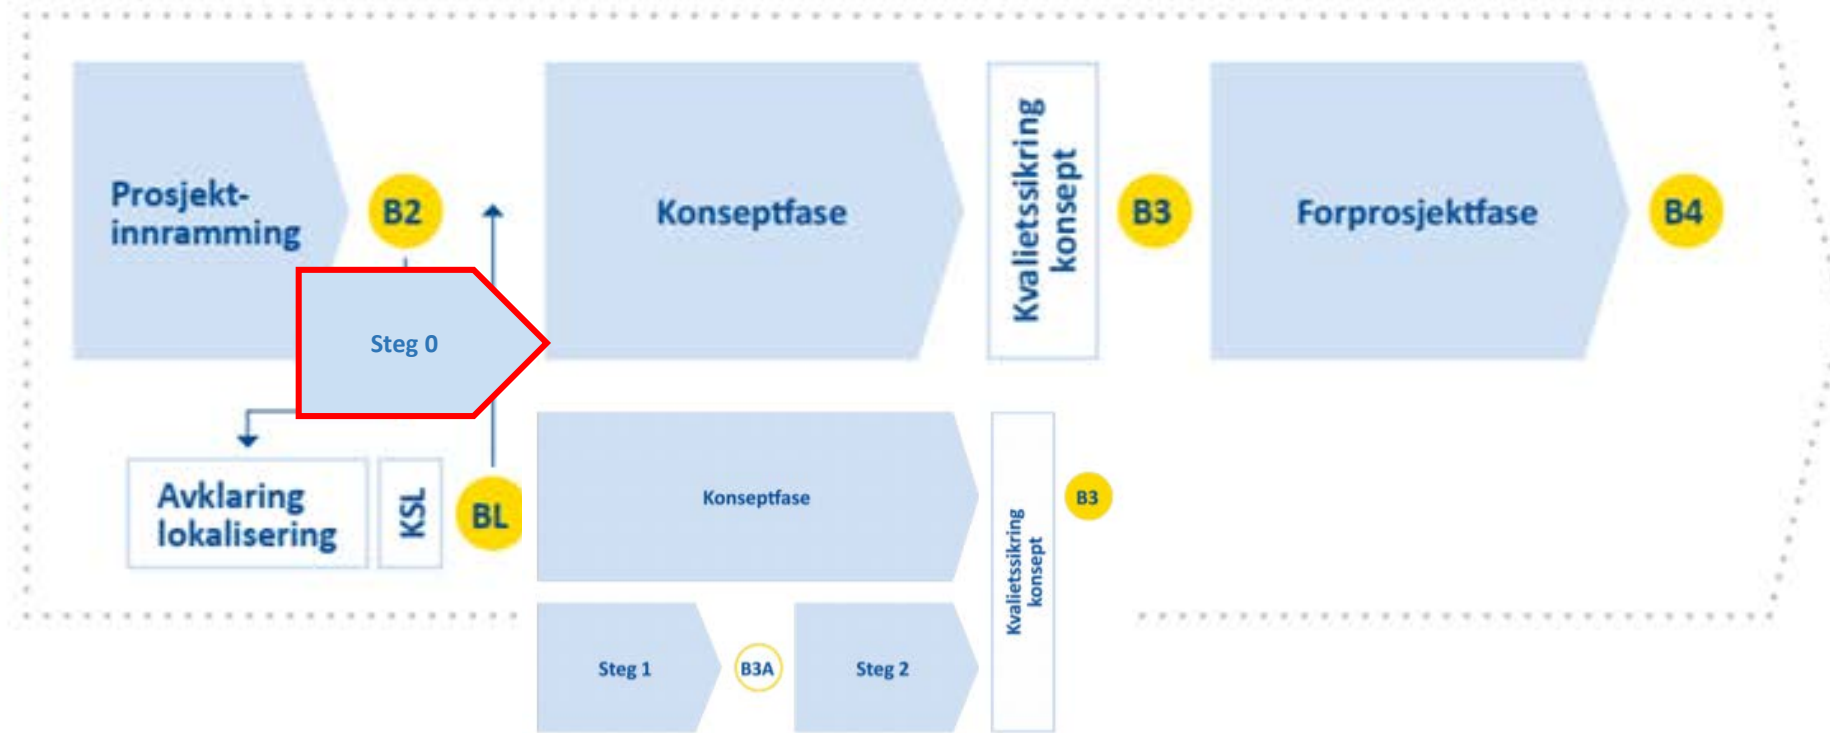 Prosjekt-
innramming
B2
Konseptfase
Kvalietssikring
konsept
B3
Forprosjektfase
B4
Steg 0
Avklaring
lokalisering
KSL
BL
Konseptfase
Kvalietssikring
konsept
B3
Steg 1
B3A
Steg 2